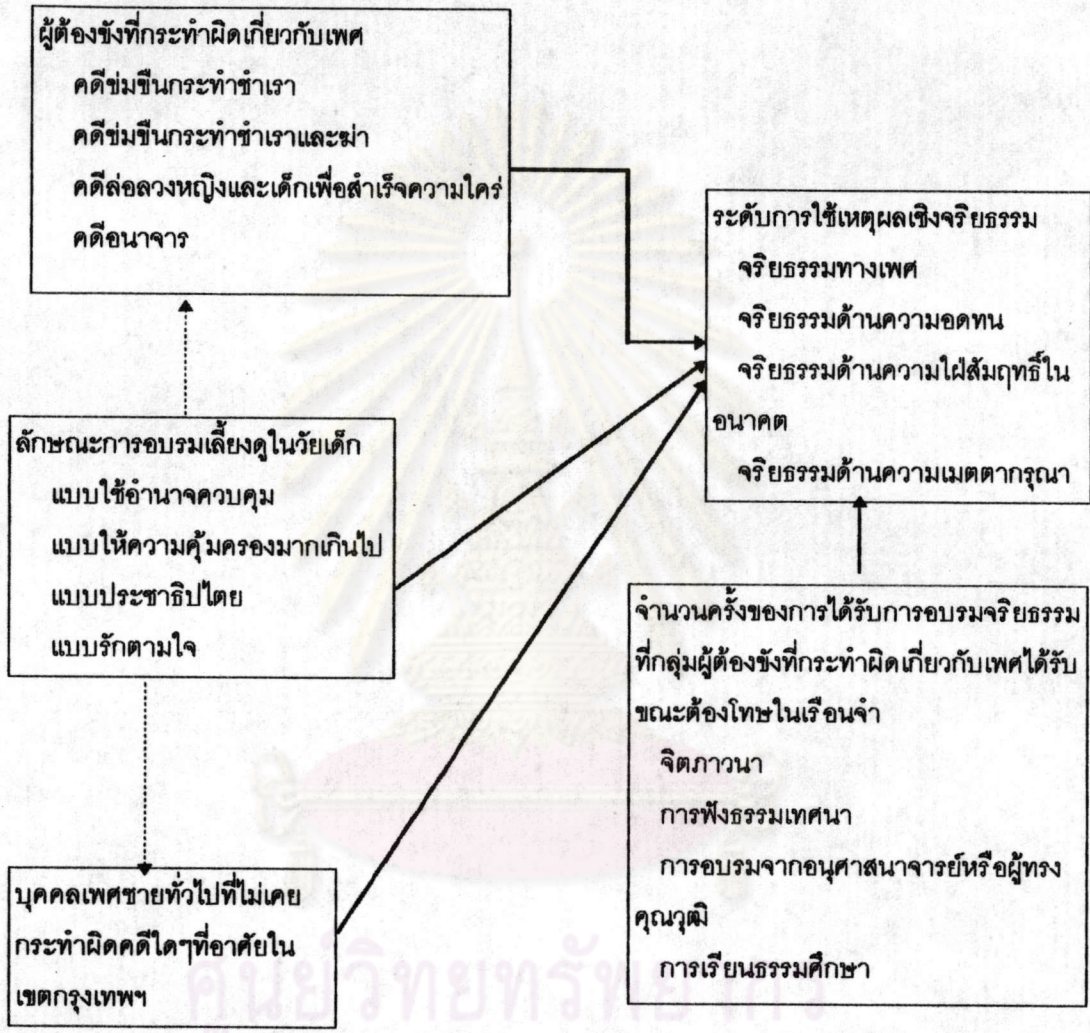 ผู้ต้องขังที่กระทำผิดเกี่ยวกับเพศ
คดีข่มขืนกระทำชำเรา
คดีข่มขืนกระทำชำเราและฆ่า
คดีล่อลวงหญิงและเด็กเพื่อสำเร็จความใคร่
คดีอนาจาร
ระดับการใช้เหตุผลเชิงจริยธรรม
จริยธรรมทางเพศ
จริยธรรมด้านความอดทน
จริยธรรมด้านความใฝ่สัมฤทธิ์ใน
อนาคต
จริยธรรมด้านความเมตตากรุณา
ลักษณะการอบรมเลี้ยงดูในวัยเด็ก
แบบใช้อำนาจควบคุม
แบบให้ความคุ้มครองมากเกินไป
แบบประชาธิปไตย
แบบรักตามใจ
จำนวนครั้งของการได้รับการอบรมจริยธรรม
ที่กลุ่มผู้ต้องขังที่กระทำผิดเกี่ยวกับเพศได้รับ
ขณะต้องโทษในเรือนจำ
จิตภาวนา
การฟังธรรมเทศนา
การอบรมจากอนุศาสนาจารย์หรือผู้ทรง
คุณวุฒิ
การเรียนธรรมศึกษา
บุคคลเพศชายทั่วไปที่ไม่เคย
กระทำผิดคดีใดๆที่อาศัยใน
เขตกรุงเทพฯ
ศูนย์วิทยทรัพยากร